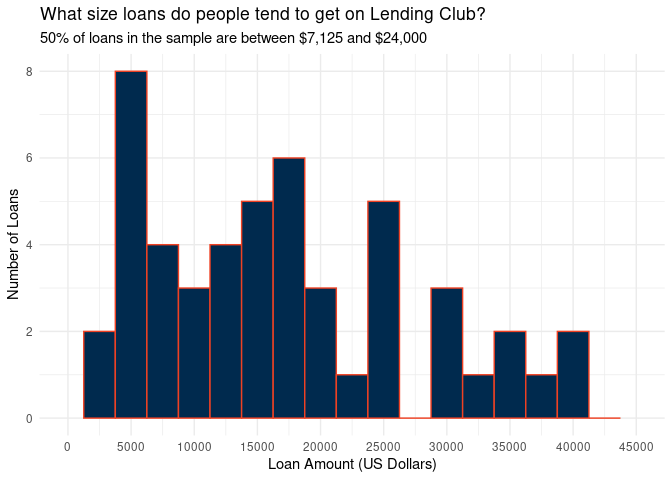 What size loans do people tend to get on Lending Club?
50% of loans in the sample are between $7,125 and $24,000
8
6
4
2
0
Number of Loans
0 5000 10000 15000 20000 25000 30000 35000 40000 45000
Loan Amount (US Dollars)